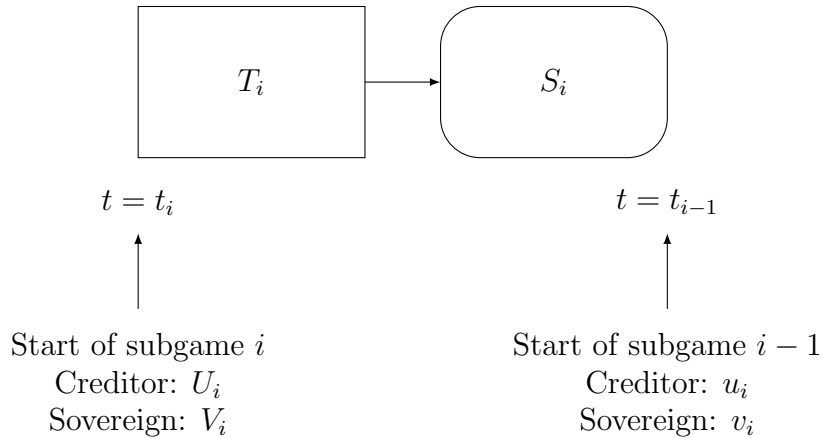 $T_i$
$S_i$
$t = t_i$
$t = t_{i-1}$
Start of subgame $i$
Creditor: $U_i$
Sovereign: $V_i$
Start of subgame $i-1$
Creditor: $u_i$
Sovereign: $v_i$